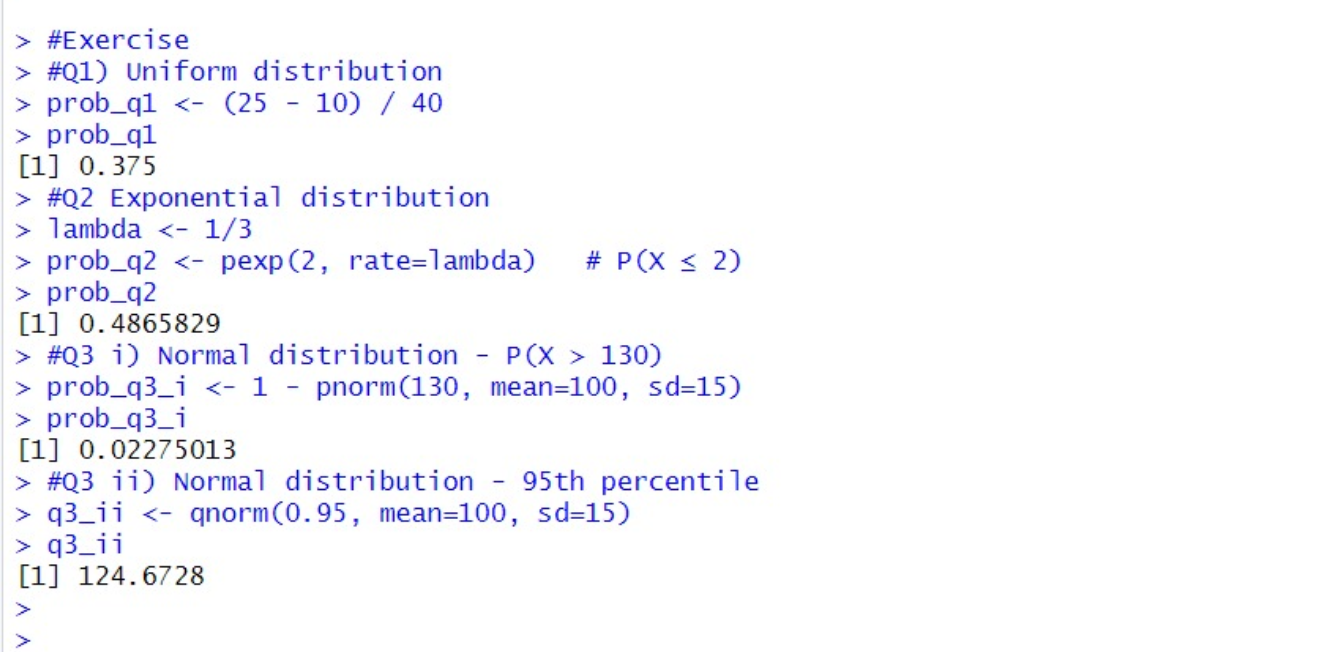 > #Exercise
> #Q1) Uniform distribution
> prob_q1 <- (25 - 10) / 40
> prob_q1
[1] 0.375
> #Q2 Exponential distribution
> lambda <- 1/3
> prob_q2 <- pexp(2, rate=lambda)   # P(X ≤ 2)
> prob_q2
[1] 0.4865829
> #Q3 i) Normal distribution - P(X > 130)
> prob_q3_i <- 1 - pnorm(130, mean=100, sd=15)
> prob_q3_i
[1] 0.02275013
> #Q3 ii) Normal distribution - 95th percentile
> q3_ii <- qnorm(0.95, mean=100, sd=15)
> q3_ii
[1] 124.6728
>
>